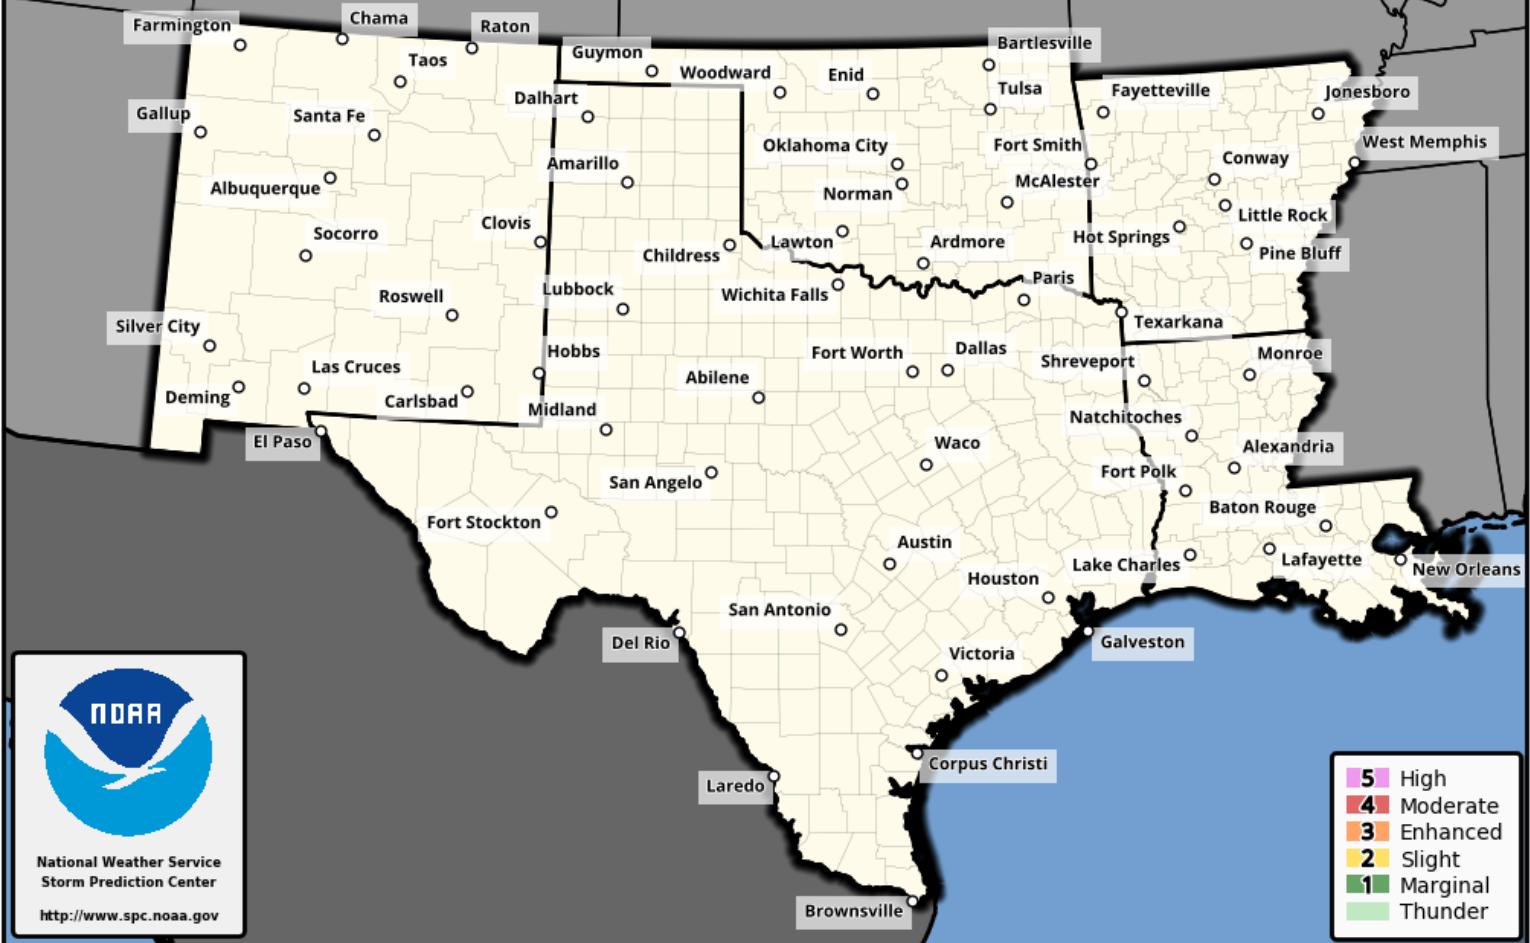 Farmington
Chama
Raton
Taos
Guymon
Woodward
Enid
Bartlesville
Tulsa
Fayetteville
Jonesboro
Gallup
Santa Fe
Dalhart
Oklahoma City
Fort Smith
West Memphis
Albuquerque
Amarillo
Norman
McAlester
Conway
Socorro
Clovis
Childress
Lawton
Ardmore
Hot Springs
Little Rock
Pine Bluff
Roswell
Lubbock
Wichita Falls
Paris
Texarkana
Silver City
Las Cruces
Hobbs
Fort Worth
Dallas
Shreveport
Monroe
Deming
Carlsbad
Abilene
Midland
Natchitoches
El Paso
San Angelo
Waco
Fort Polk
Alexandria
Fort Stockton
Austin
Baton Rouge
Houston
Lake Charles
Lafayette
New Orleans
Del Rio
San Antonio
Victoria
Galveston
Laredo
Corpus Christi
Brownsville
NOAA
National Weather Service
Storm Prediction Center
http://www.spc.noaa.gov
5 High
4 Moderate
3 Enhanced
2 Slight
1 Marginal
Thunder